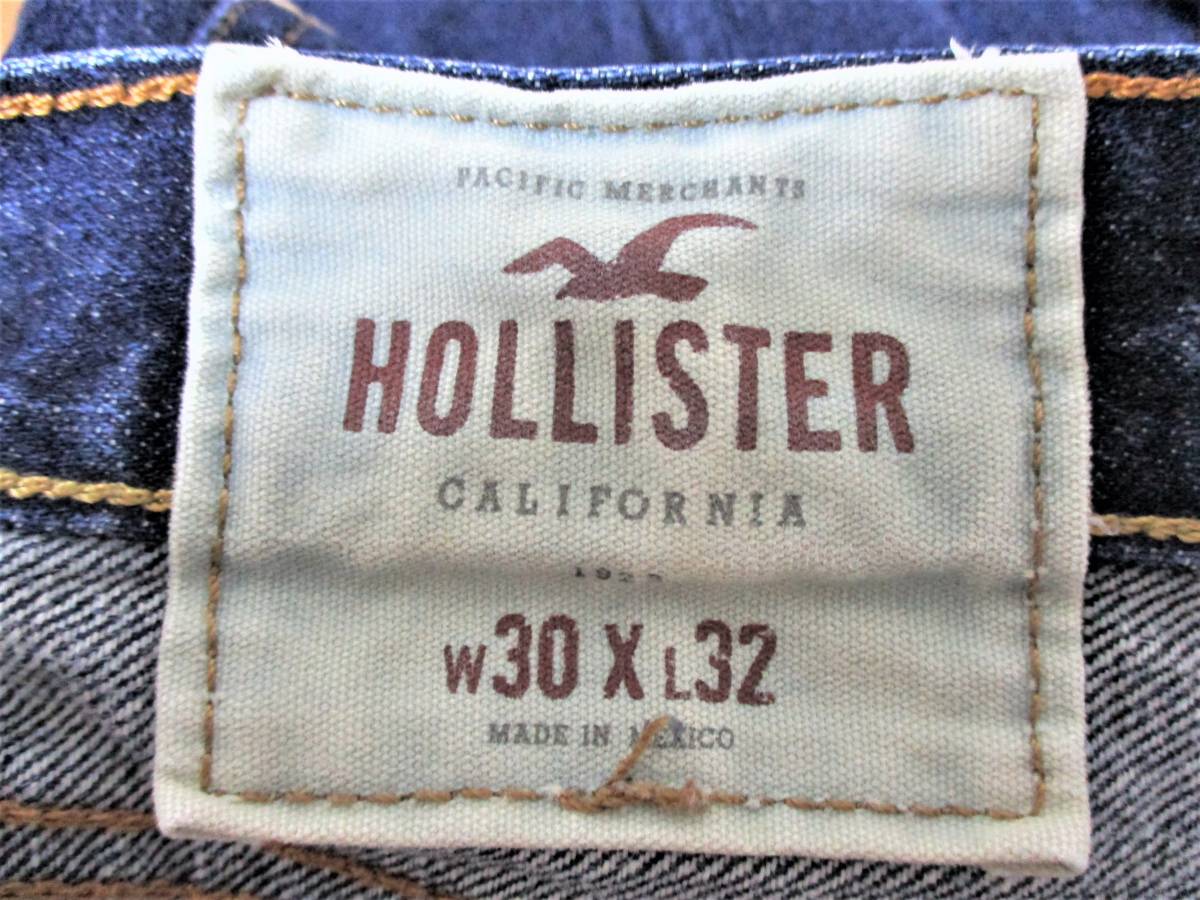 PACIFIC MERCHANTS
HOLLISTER
CALIFORNIA
W30 X L32
MADE IN MEXICO